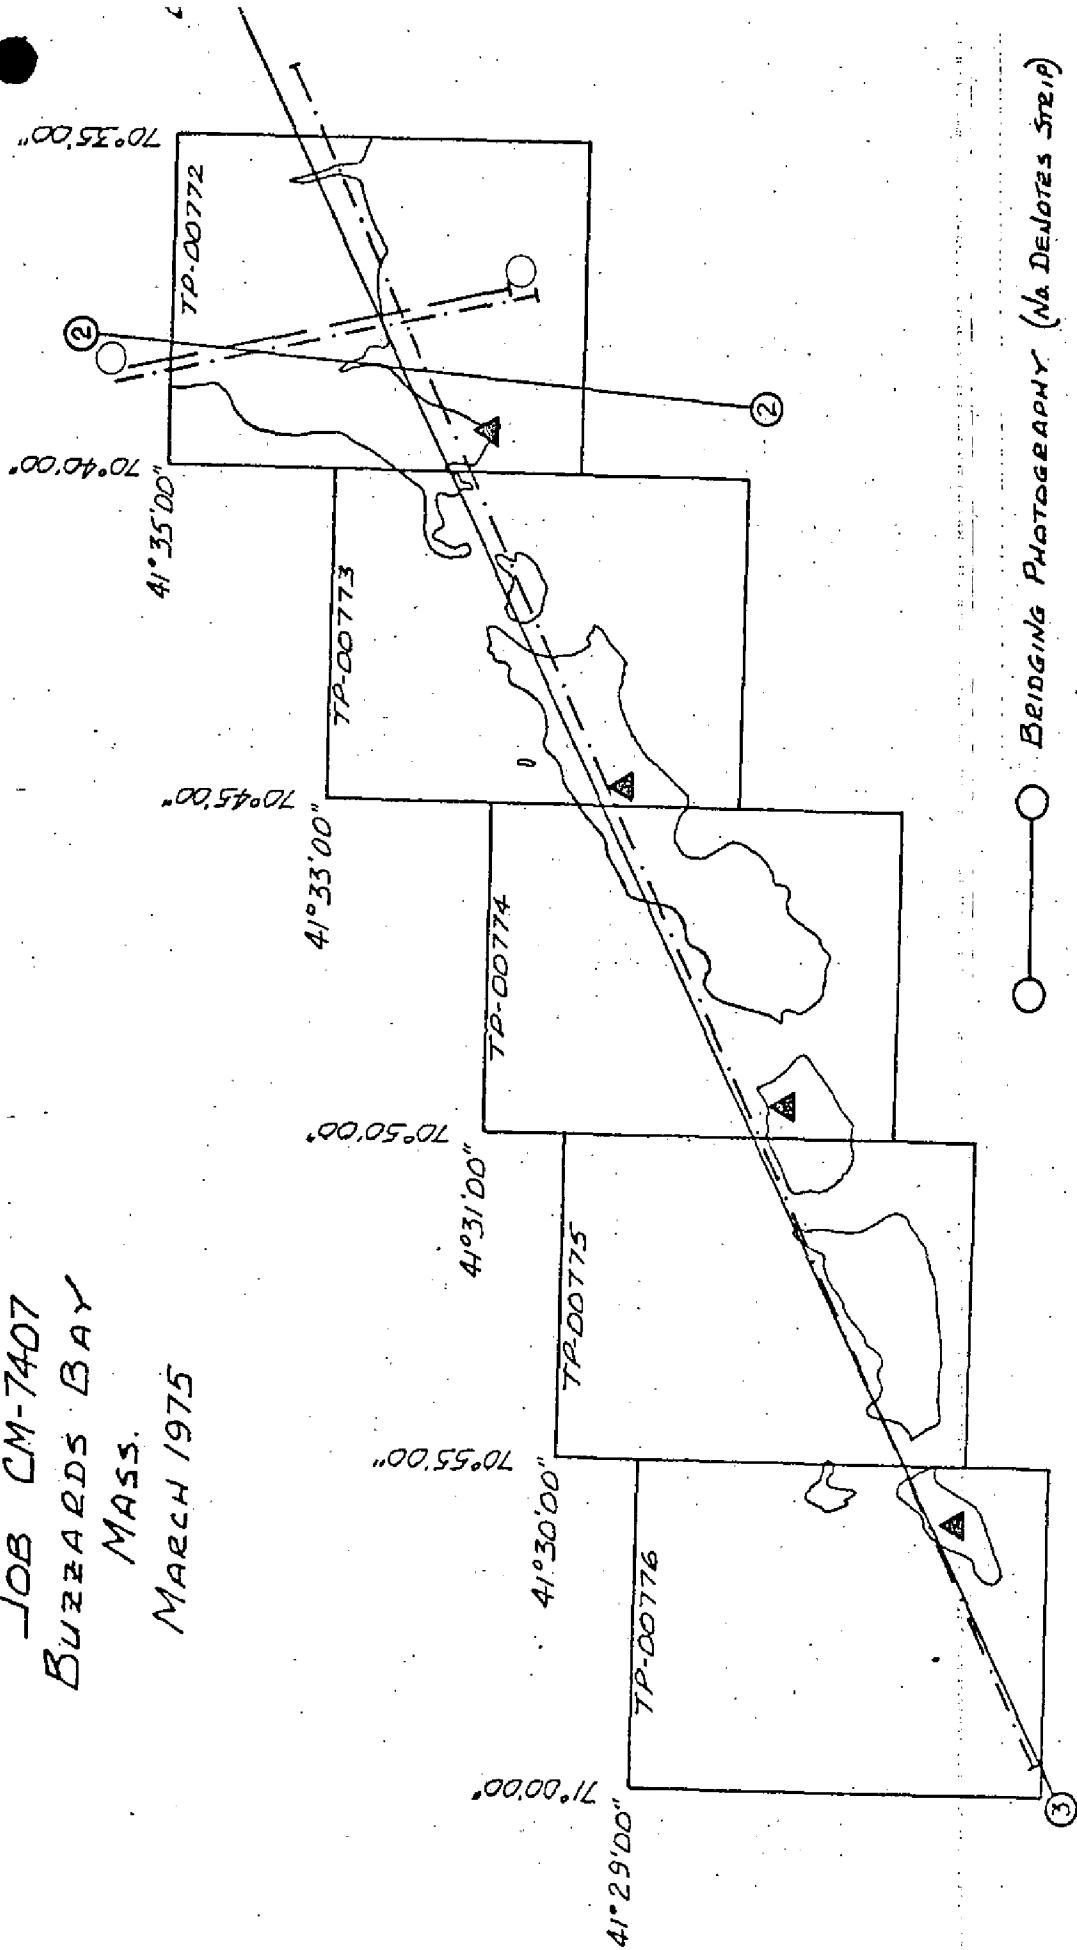 JOB CM-7407
BUZZARDS BAY
MASS.
MARCH 1975
70°35'00"
TP-00772
2
2
70°40'00"
41°35'00"
TP-00773
70°45'00"
41°33'00"
TP-00774
70°50'00"
41°31'00"
TP-00775
70°55'00"
41°30'00"
TP-00776
71°00'00"
41°29'00"
3
BRIDGING PHOTOGRAPHY (No. DENOTES STRIP)